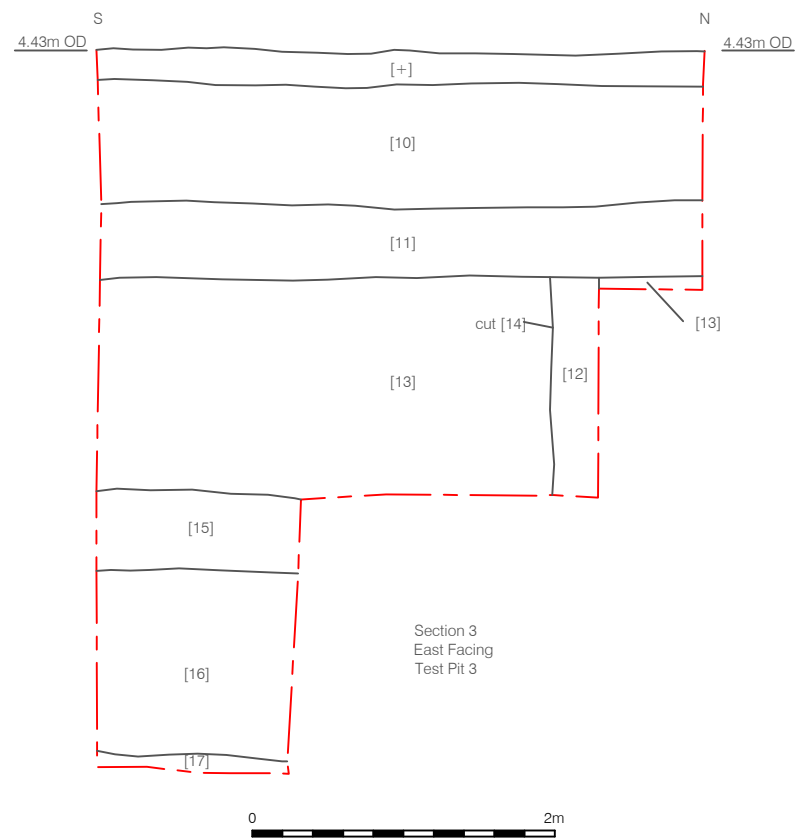 S
N
4.43m OD
4.43m OD
[+]
[10]
[11]
cut [14]
[13]
[12]
[13]
[15]
Section 3
East Facing
Test Pit 3
[16]
[17]
0
2m